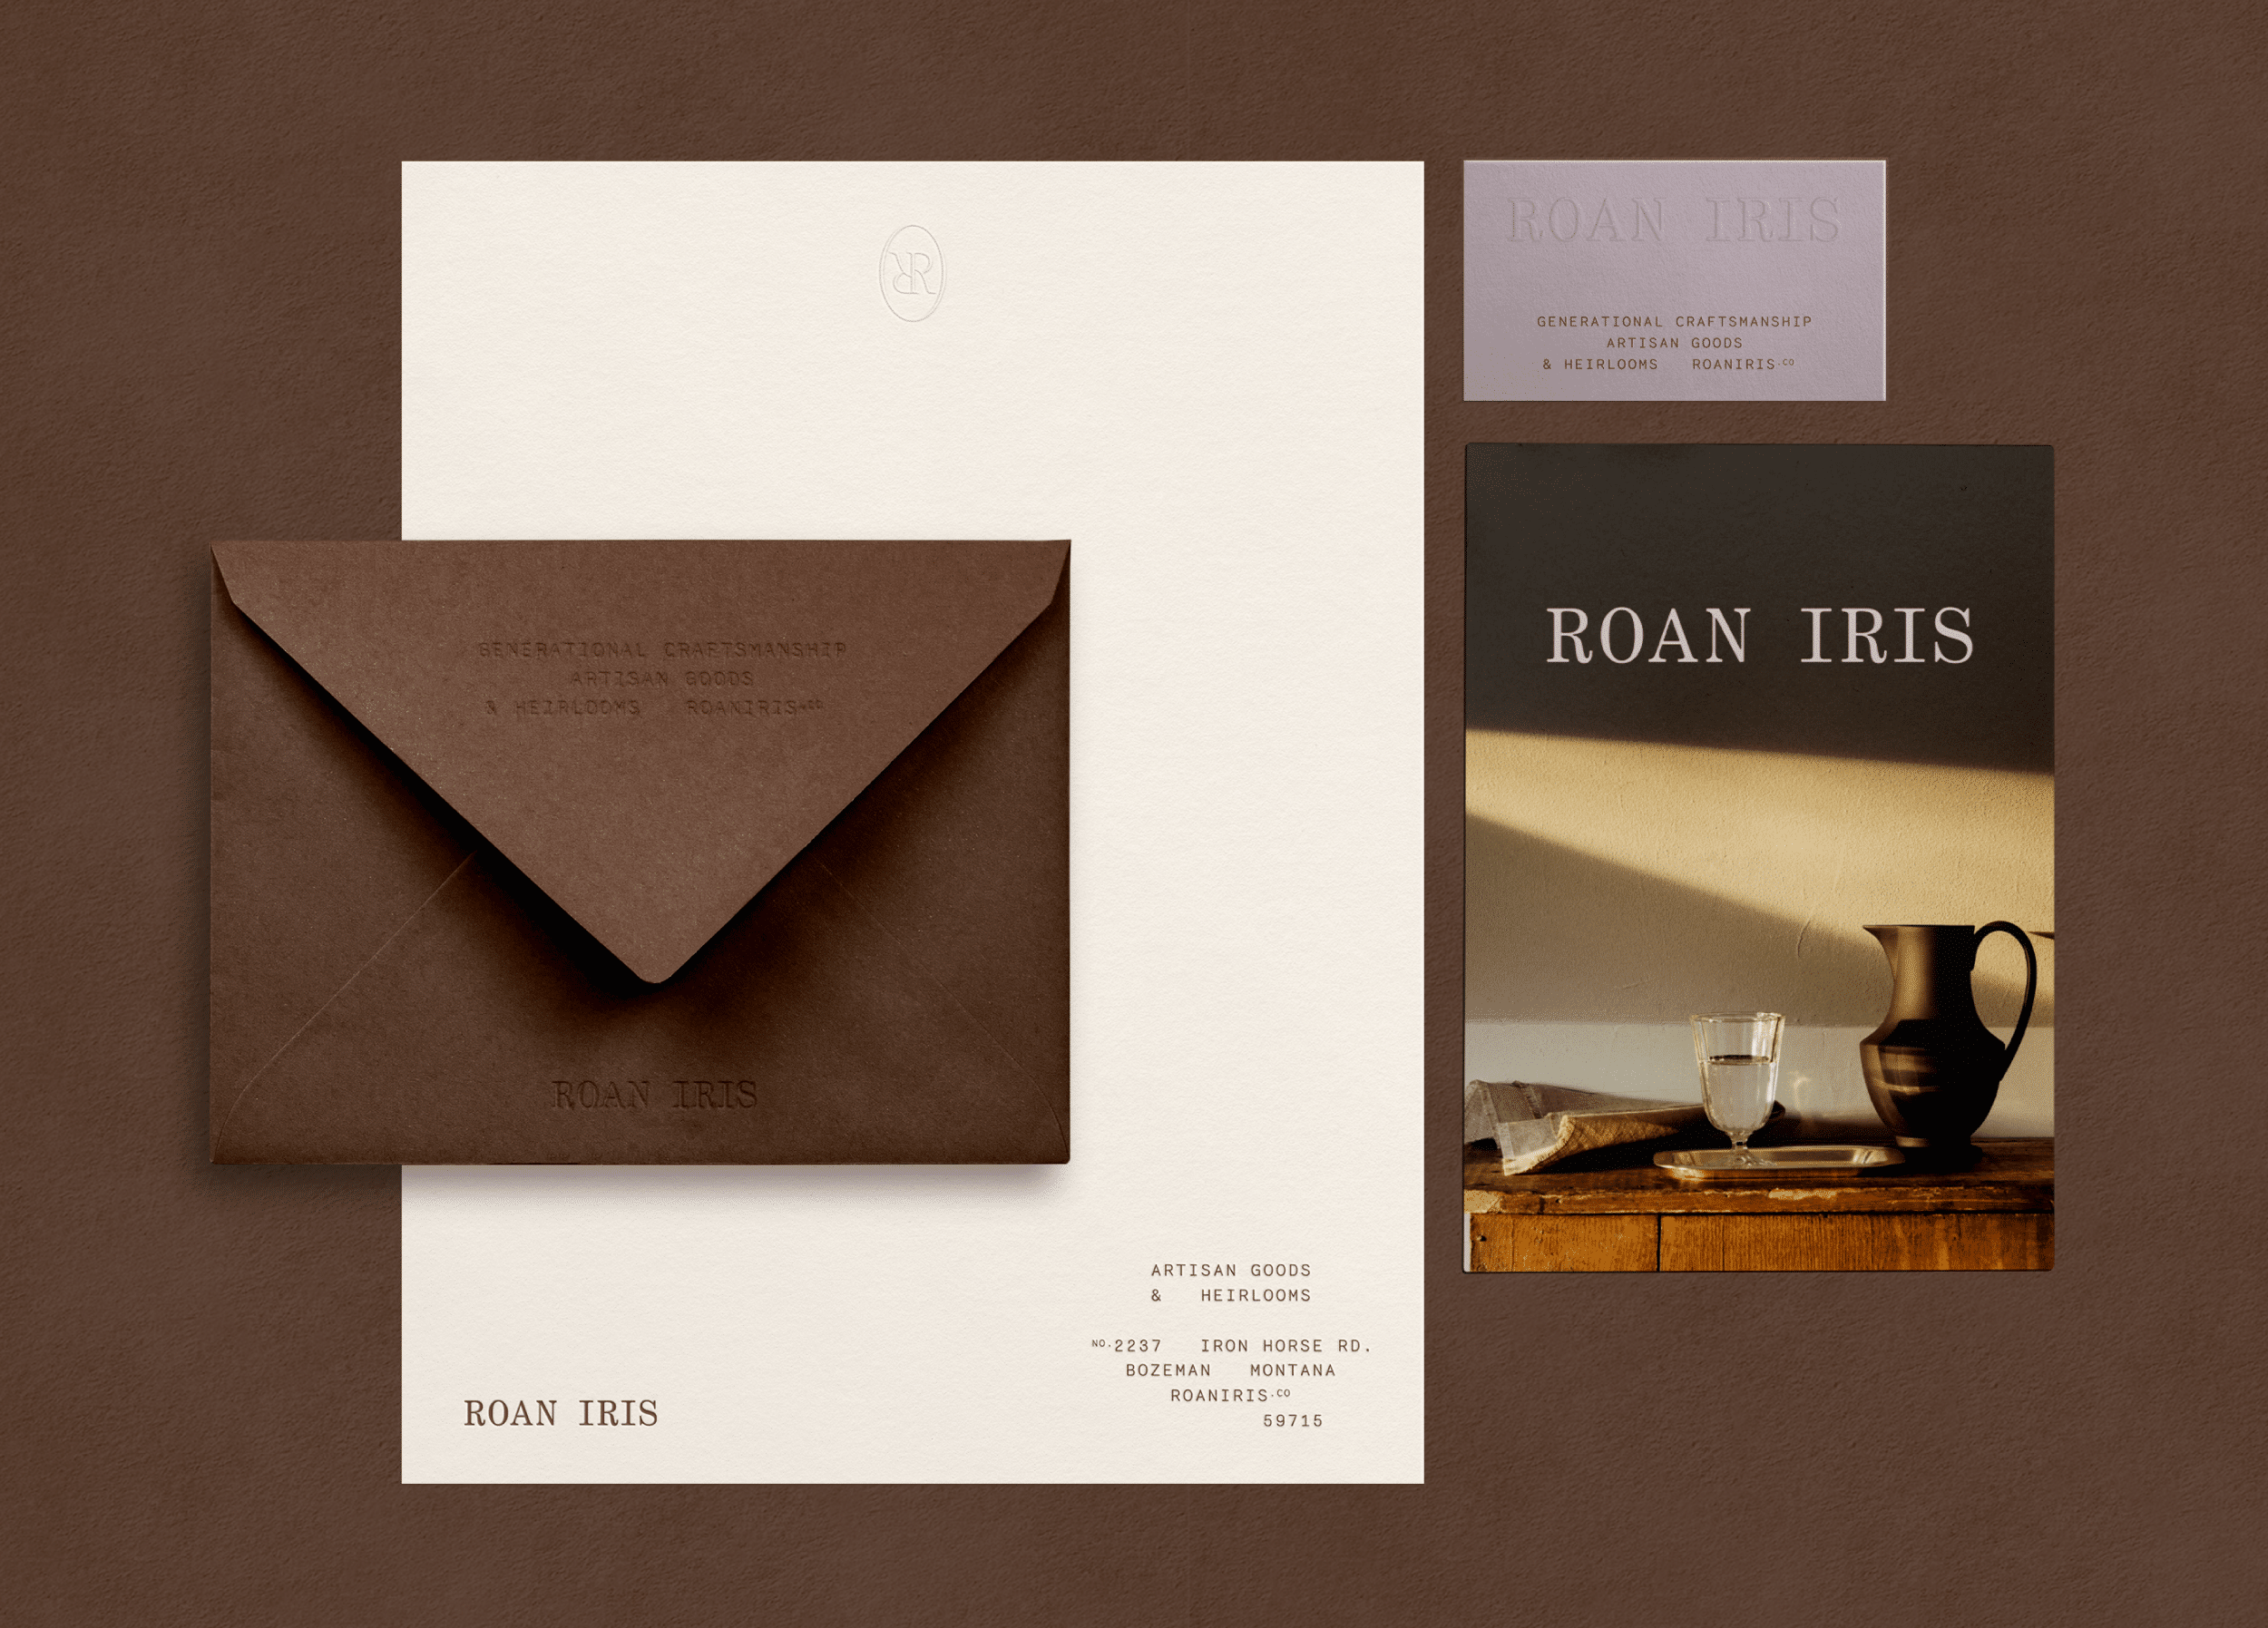 GENERATIONAL CRAFTSMANSHIP
ARTISAN GOODS
& HEIRLOOMS ROANIRIS.CO
ROAN IRIS
ROAN IRIS
ARTISAN GOODS
& HEIRLOOMS
NO.2237 IRON HORSE RD.
BOZEMAN MONTANA
ROANIRIS.CO
59715
ROAN IRIS
GENERATIONAL CRAFTSMANSHIP
ARTISAN GOODS
& HEIRLOOMS ROANIRIS.CO
ROAN IRIS